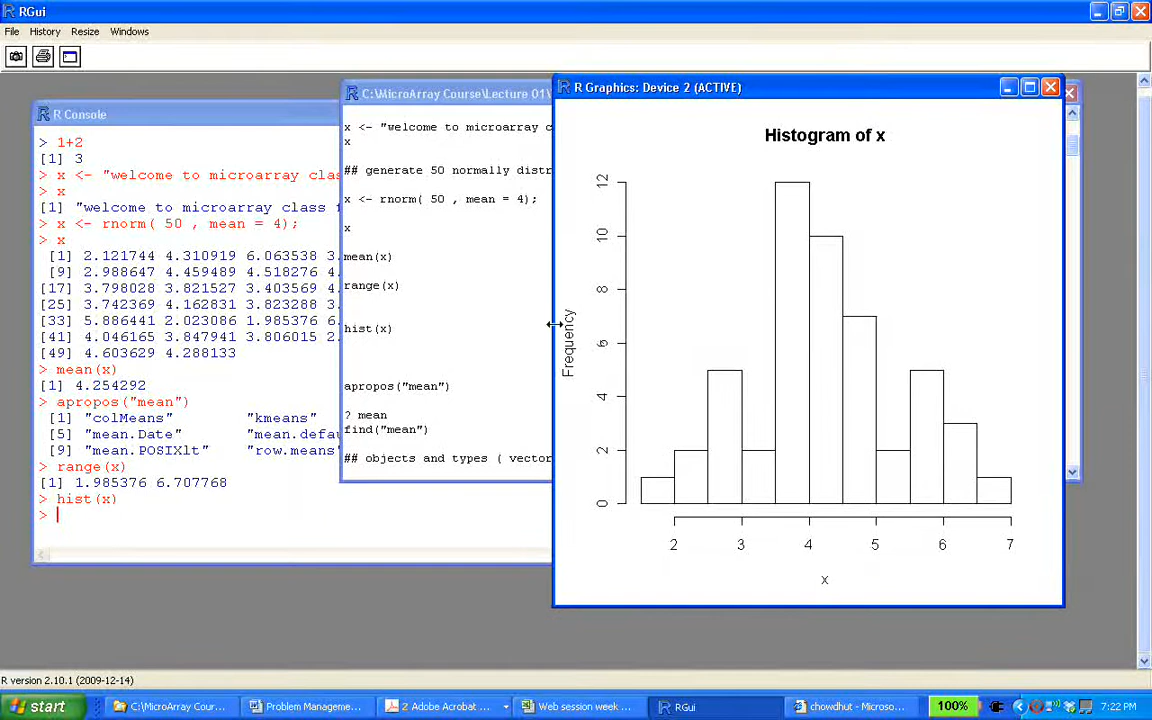 RGui
File History Resize Windows
R Console
> 1+2
[1] 3
> x <- "welcome to microarray clas
> x
[1] "welcome to microarray class f
> x <- rnorm( 50 , mean = 4);
> x
[1] 2.121744 4.310919 6.063538 3.
[9] 2.988647 4.459489 4.518276 4.
[17] 3.798028 3.821527 3.403569 4.
[25] 3.742369 4.162831 3.823288 3.
[33] 5.886441 2.023086 1.985376 6.
[41] 4.046165 3.847941 3.806015 2.
[49] 4.603629 4.288133
> mean(x)
[1] 4.254292
> apropos("mean")
[1] "colMeans" "kmeans"
[5] "mean.Date" "mean.defau
[9] "mean.POSIXlt" "row.means"
> range(x)
[1] 1.985376 6.707768
> hist(x)
>
C:\MicroArray Course\Lecture 01\
x <- "welcome to microarray c
x
## generate 50 normally distr
x <- rnorm( 50 , mean = 4);
x
mean(x)
range(x)
hist(x)
apropos("mean")
? mean
find("mean")
## objects and types ( vector
R Graphics: Device 2 (ACTIVE)
Histogram of x
Frequency
12
10
8
6
4
2
0
2 3 4 5 6 7
x
R version 2.10.1 (2009-12-14)
start
C:\MicroArray Cour...
Problem Manageme...
2 Adobe Acrobat ...
Web session week ...
RGui
chowdhut - Microso...
100%
7:22 PM